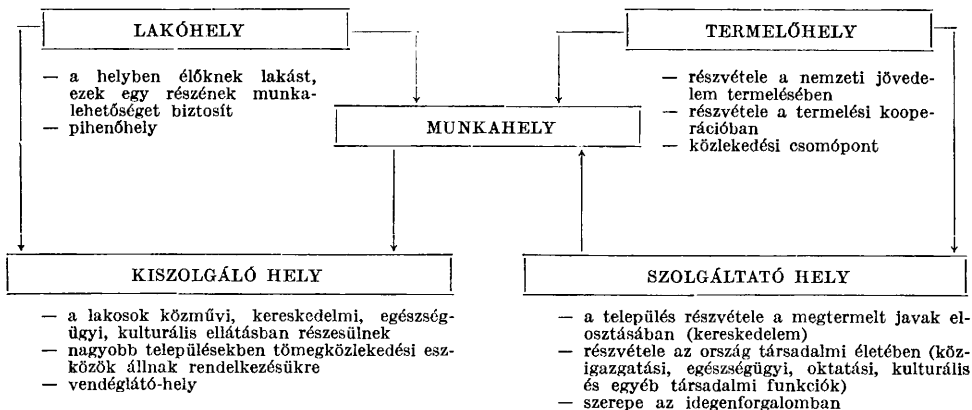 LAKÓHELY
— a helyben élőknek lakást,
ezek egy részének munka-
lehetőséget biztosít
— pihenőhely
TERMELŐHELY
— részvétele a nemzeti jövede-
lem termelésében
— részvétele a termelési koope-
rációban
— közlekedési csomópont
MUNKAHELY
KISZOLGÁLÓ HELY
— a lakosok közművi, kereskedelmi, egészség-
ügyi, kulturális ellátásban részesülnek
— nagyobb településekben tömegközlekedési esz-
közök állnak rendelkezésükre
— vendéglátó-hely
SZOLGÁLTATÓ HELY
— a település részvétele a megtermelt javak el-
osztásában (kereskedelem)
— részvétele az ország társadalmi életében (köz-
igazgatási, egészségügyi, oktatási, kulturális
és egyéb társadalmi funkciók)
— szerepe az idegenforgalomban